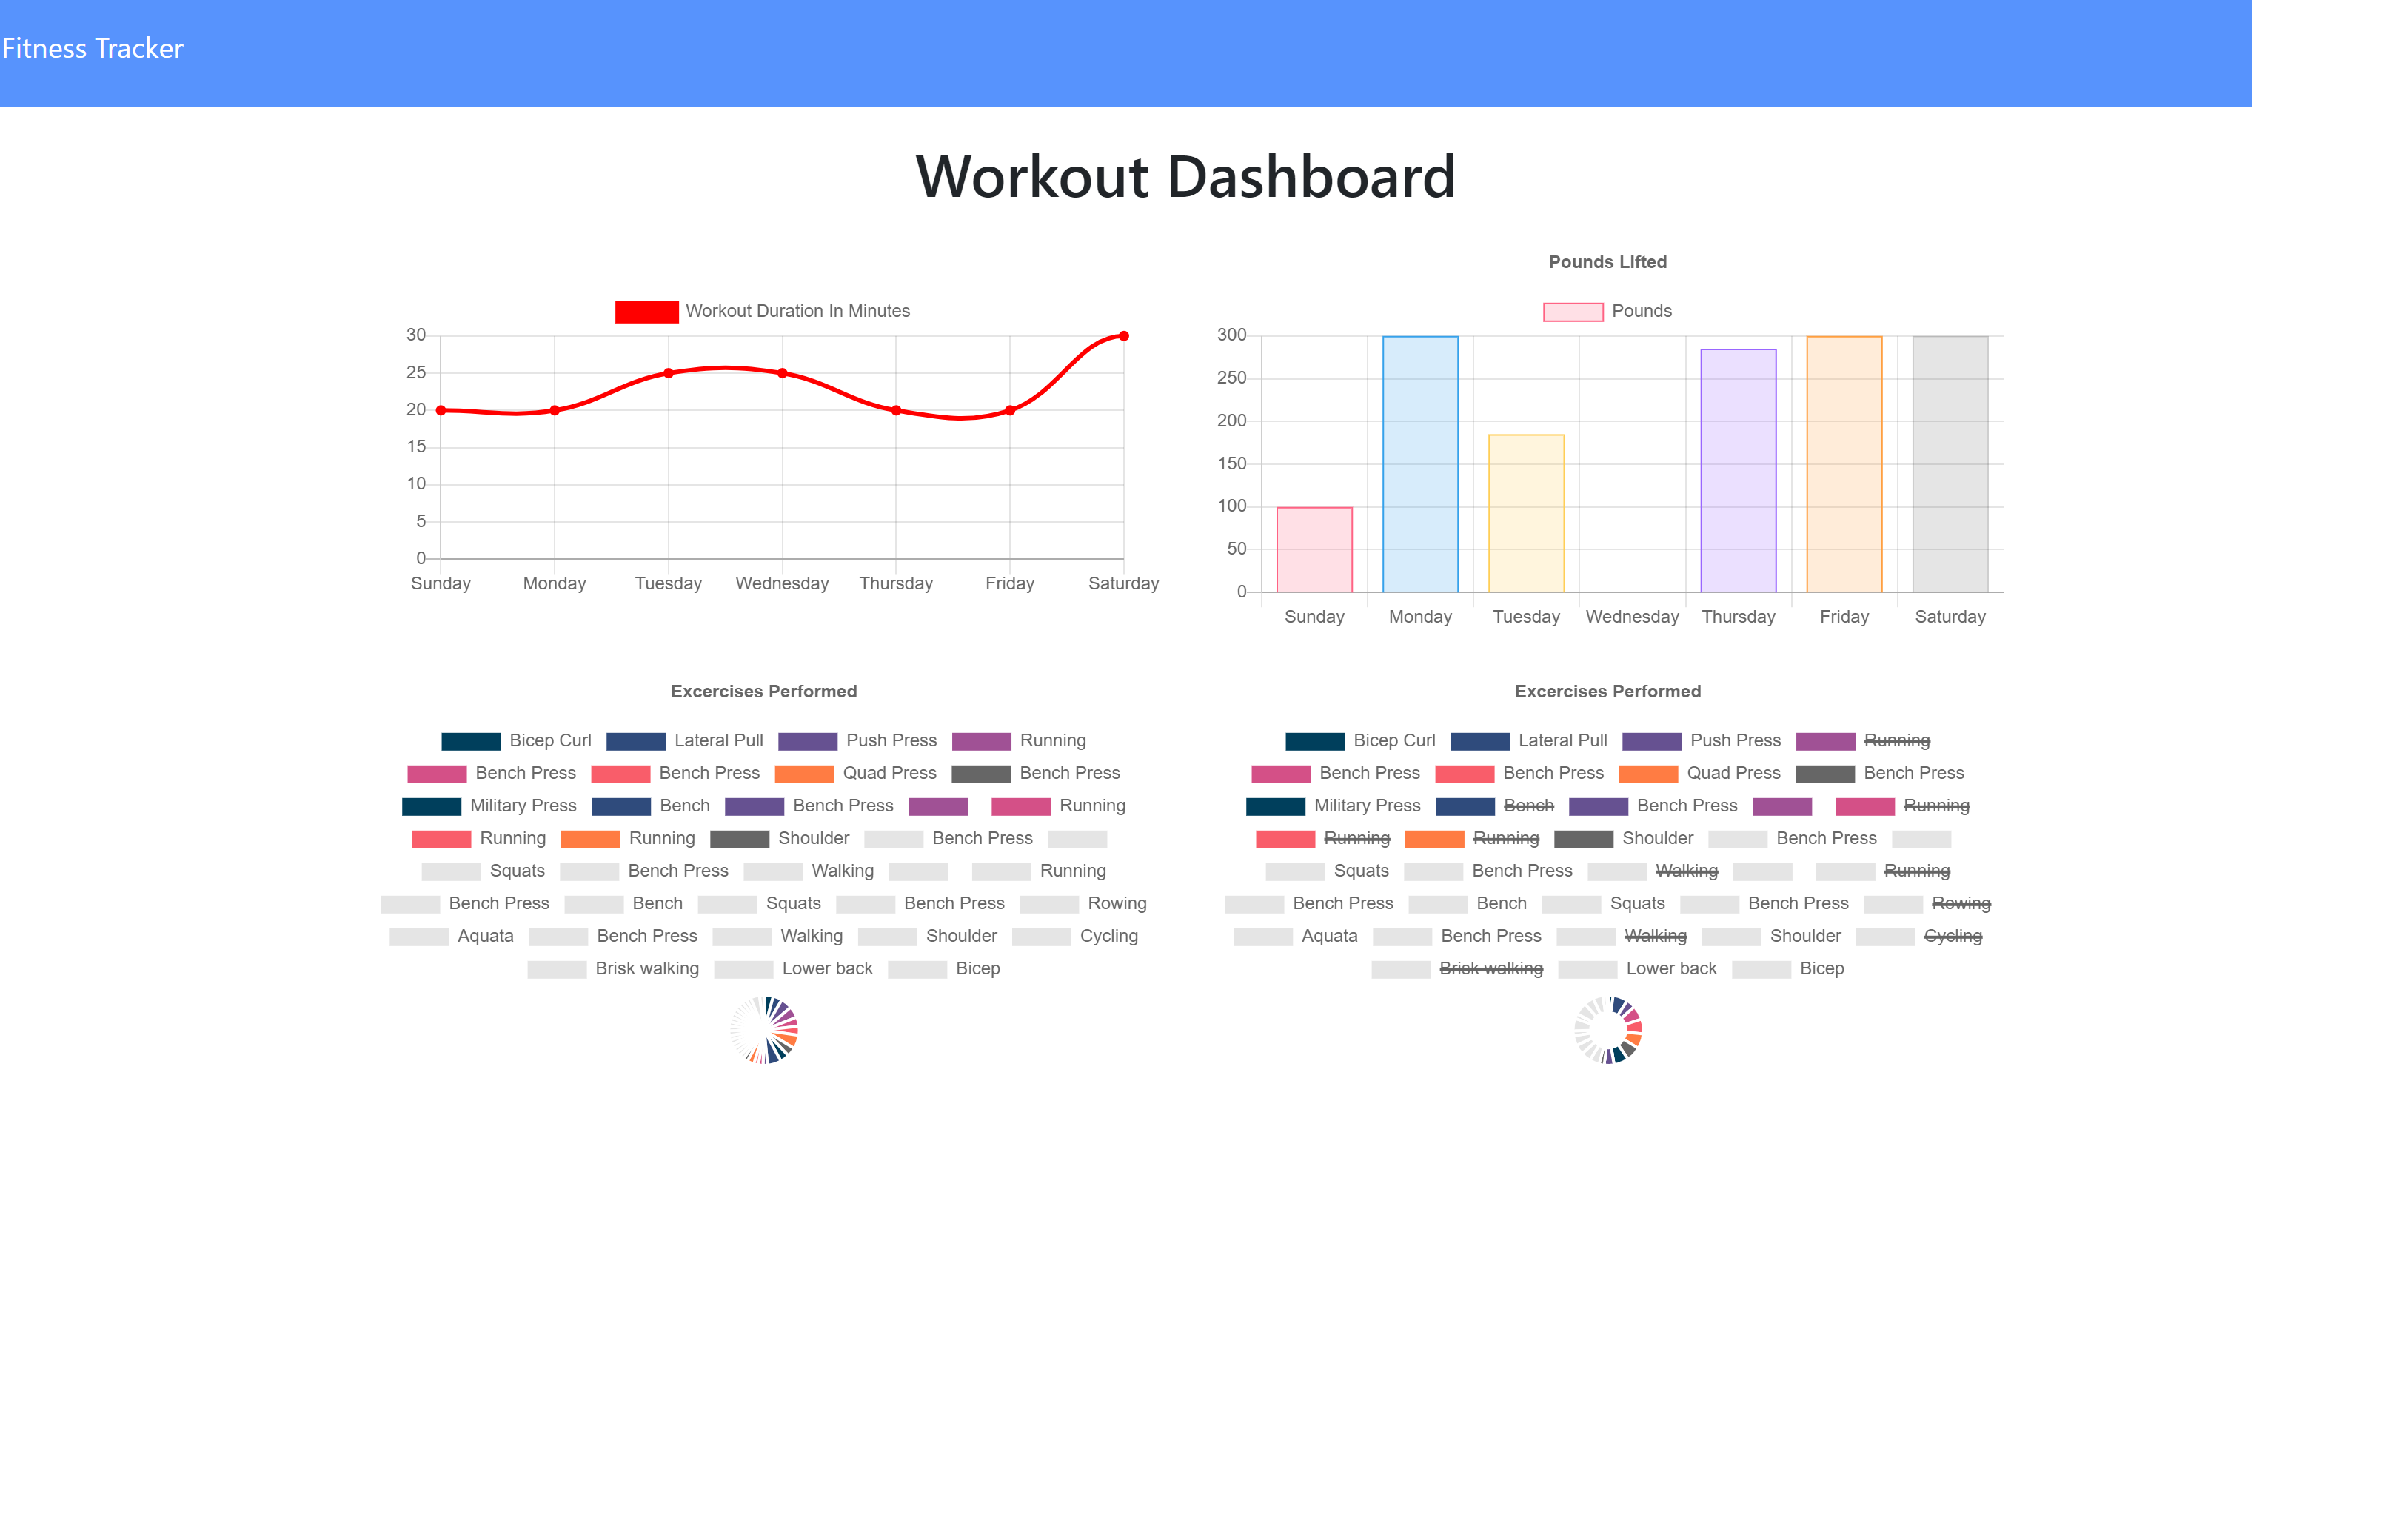 Fitness Tracker
Workout Dashboard
Workout Duration In Minutes
30
25
20
15
10
5
0
Sunday Monday Tuesday Wednesday Thursday Friday Saturday
Pounds Lifted
Pounds
300
250
200
150
100
50
0
Sunday Monday Tuesday Wednesday Thursday Friday Saturday
Excercises Performed
Bicep Curl Lateral Pull Push Press Running
Bench Press Bench Press Quad Press Bench Press
Military Press Bench Bench Press Running
Running Running Shoulder Bench Press
Squats Bench Press Walking Running
Bench Press Bench Squats Bench Press Rowing
Aquata Bench Press Walking Shoulder Cycling
Brisk walking Lower back Bicep
Excercises Performed
Bicep Curl Lateral Pull Push Press Running
Bench Press Bench Press Quad Press Bench Press
Military Press Bench Bench Press Running
Running Running Shoulder Bench Press
Squats Bench Press Walking Running
Bench Press Bench Squats Bench Press Rowing
Aquata Bench Press Walking Shoulder Cycling
Brisk walking Lower back Bicep